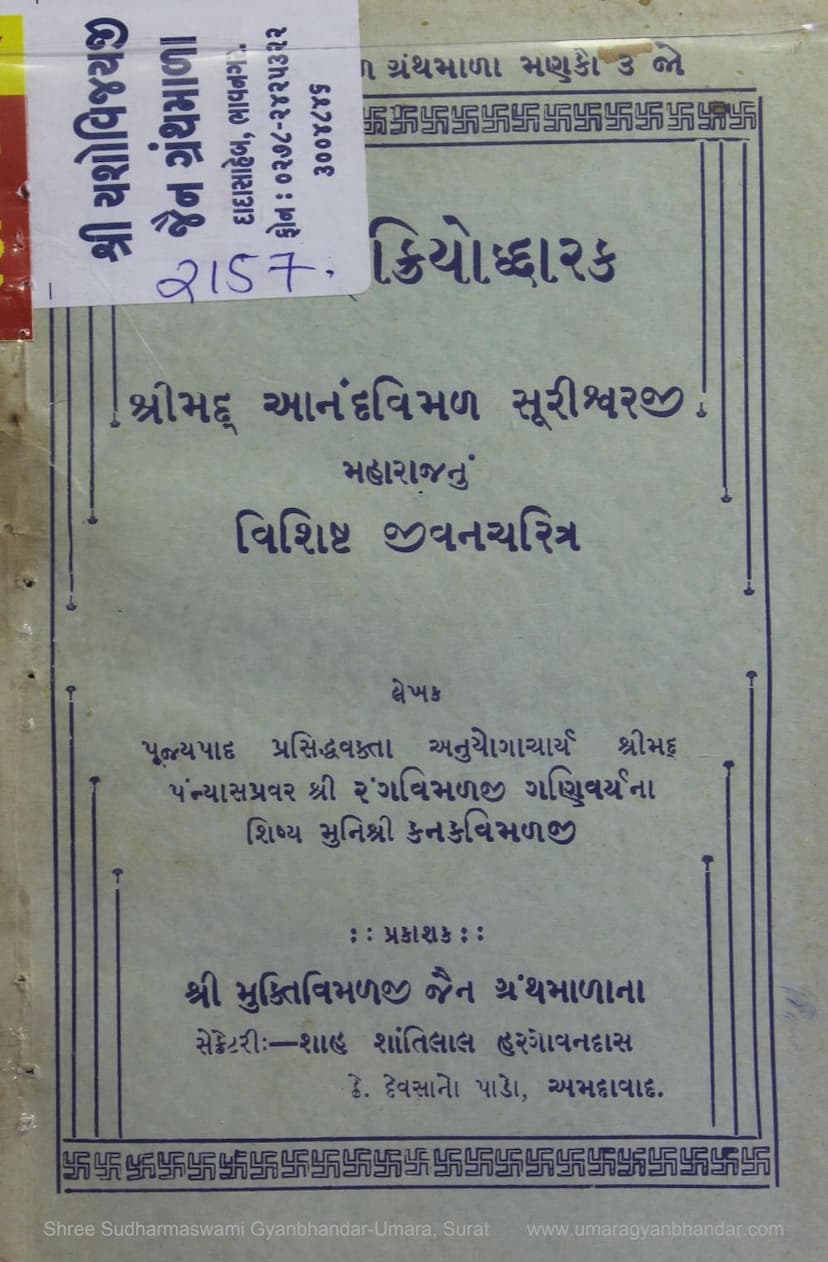 શ્રી યશોવિજયજી
જૈન ગ્રંથમાળા
દાદાસાહેબ, ભાવનગર.
ફોન : ૦૨૭૮-૨૪૨૫૩૨૨
૩૦૦૪૮૪૬
2157.
ગ્રંથમાળા મણકો ૩ જો
ક્રિયોદ્ધારક
શ્રીમદ્ આનંદવિમળ સૂરીશ્વરજી
મહારાજનું
વિશિષ્ટ જીવનચરિત્ર
લેખક
પૂજ્યપાદ પ્રસિદ્ધવક્તા અનુયોગાચાર્ય શ્રીમદ્
પંન્યાસપ્રવર શ્રી રંગવિમળજી ગણિવર્યના
શિષ્ય મુનિશ્રી કનકવિમળજી
:: પ્રકાશક ::
શ્રી મુક્તિવિમળજી જૈન ગ્રંથમાળાના
સેક્રેટરીઃ—શાહ શાંતિલાલ હરગોવનદાસ
ઠે. દેવસાનો પાડો, અમદાવાદ.
Shree Sudharmaswami Gyanbhandar-Umara, Surat www.umaragyanbhandar.com